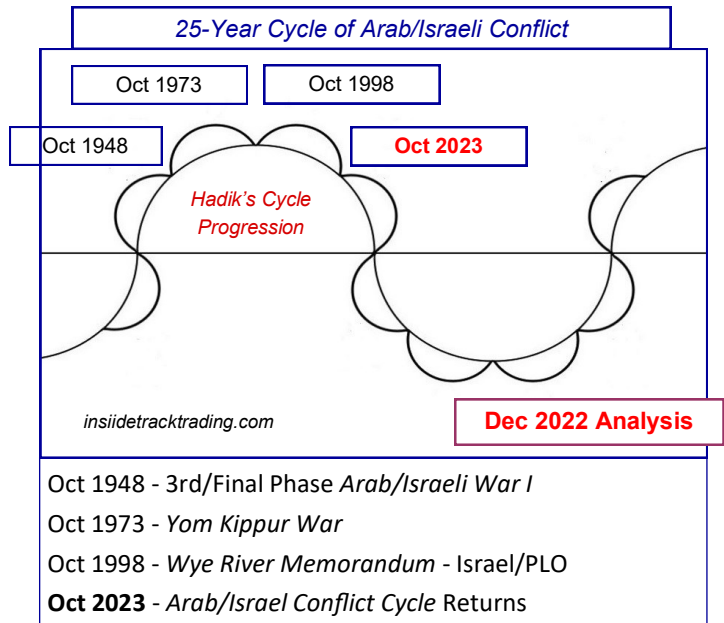 25-Year Cycle of Arab/Israeli Conflict
Oct 1973
Oct 1998
Oct 1948
Oct 2023
Hadik's Cycle
Progression
insiidetracktrading.com
Dec 2022 Analysis
Oct 1948 - 3rd/Final Phase Arab/Israeli War I
Oct 1973 - Yom Kippur War
Oct 1998 - Wye River Memorandum - Israel/PLO
Oct 2023 - Arab/Israel Conflict Cycle Returns